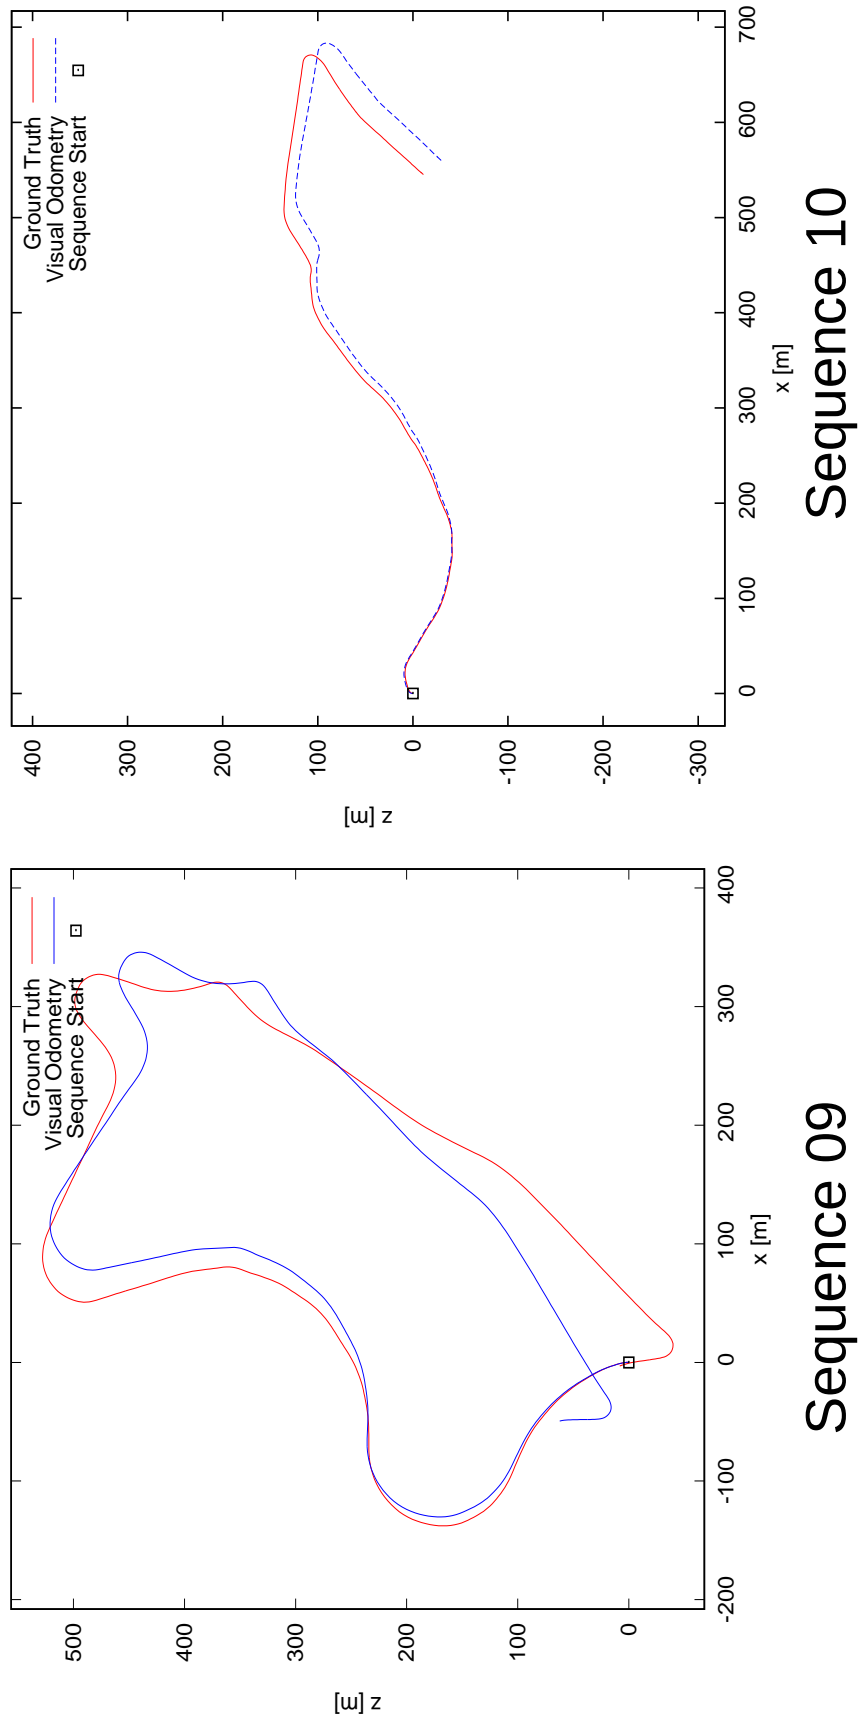 500
400
300
200
100
0
-200
-100
0
100
200
300
400
z [m]
x [m]
Ground Truth
Visual Odometry
Sequence Start
Sequence 09
400
300
200
100
0
-100
-200
-300
0
100
200
300
400
500
600
700
z [m]
x [m]
Ground Truth
Visual Odometry
Sequence Start
Sequence 10